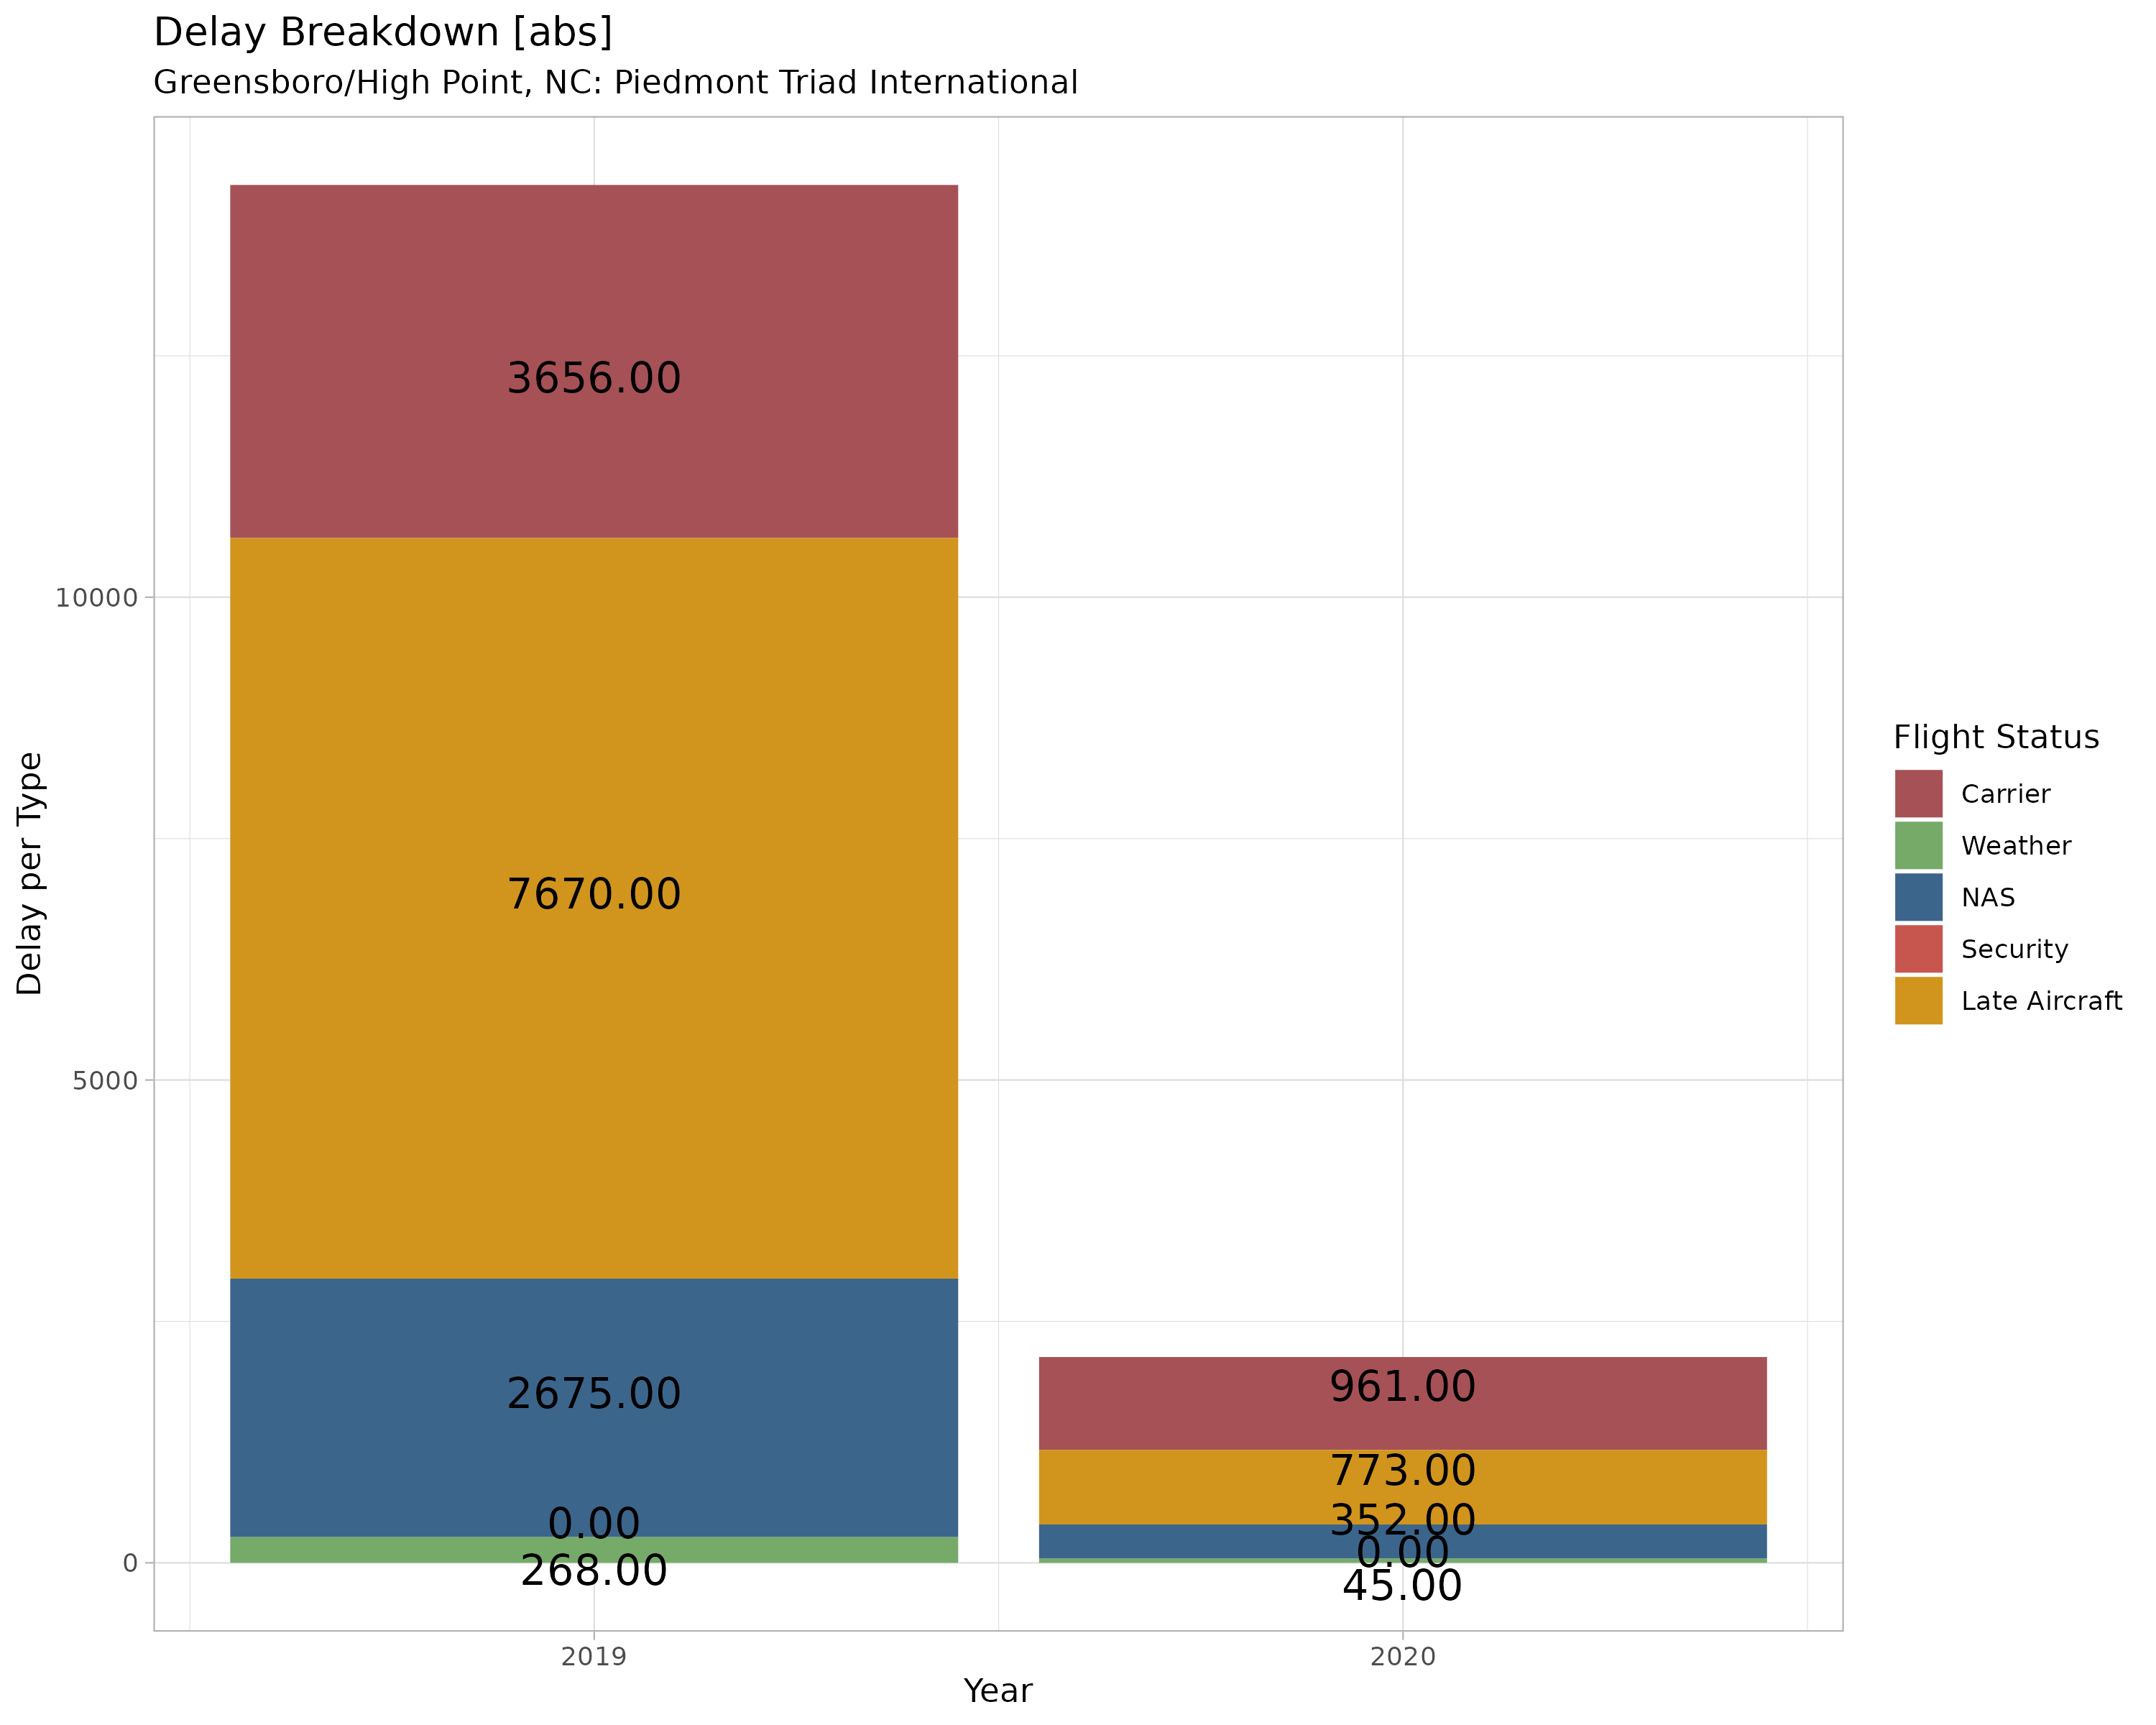 Delay Breakdown [abs]
Greensboro/High Point, NC: Piedmont Triad International
Delay per Type
10000
5000
0
3656.00
7670.00
2675.00
0.00
268.00
961.00
773.00
352.00
0.00
45.00
2019
2020
Year
Flight Status
Carrier
Weather
NAS
Security
Late Aircraft